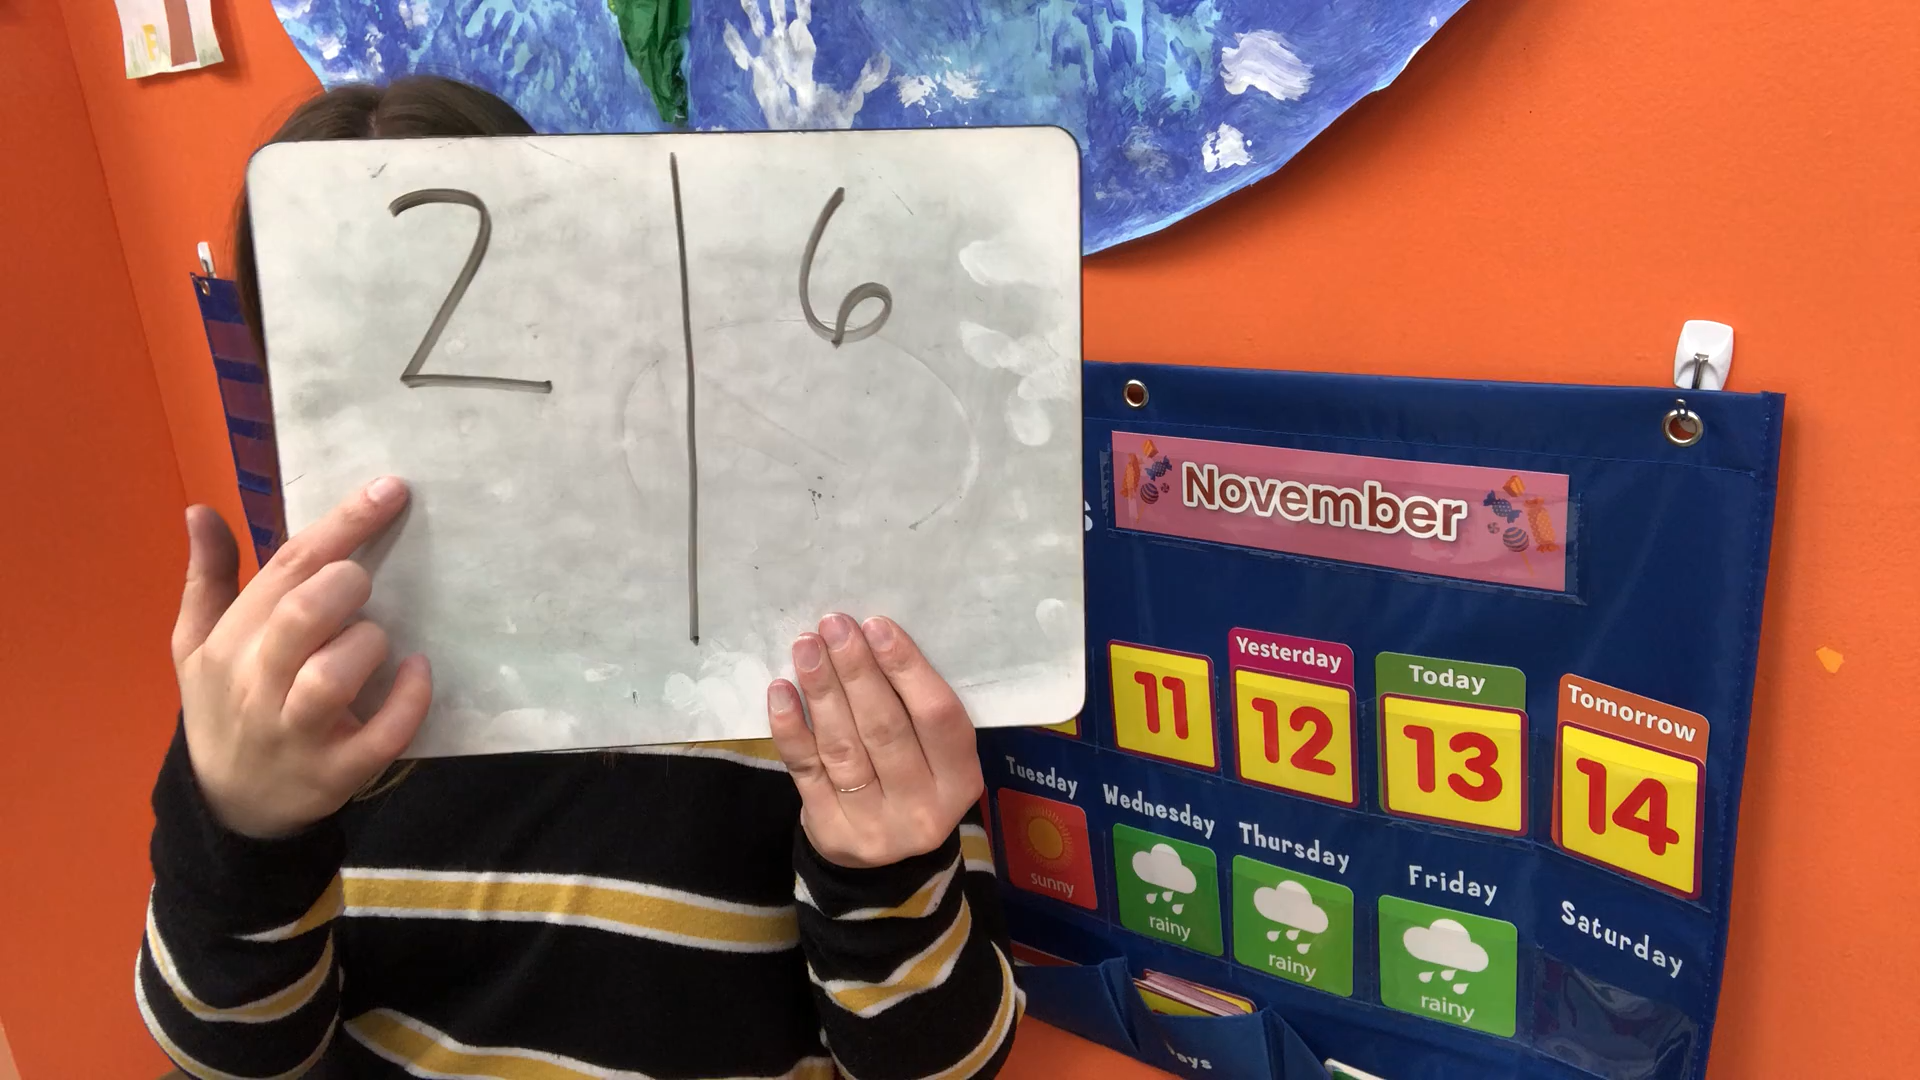 2 6
November
Yesterday Today Tomorrow
11 12 13 14
Tuesday Wednesday Thursday Friday Saturday
sunny rainy rainy rainy